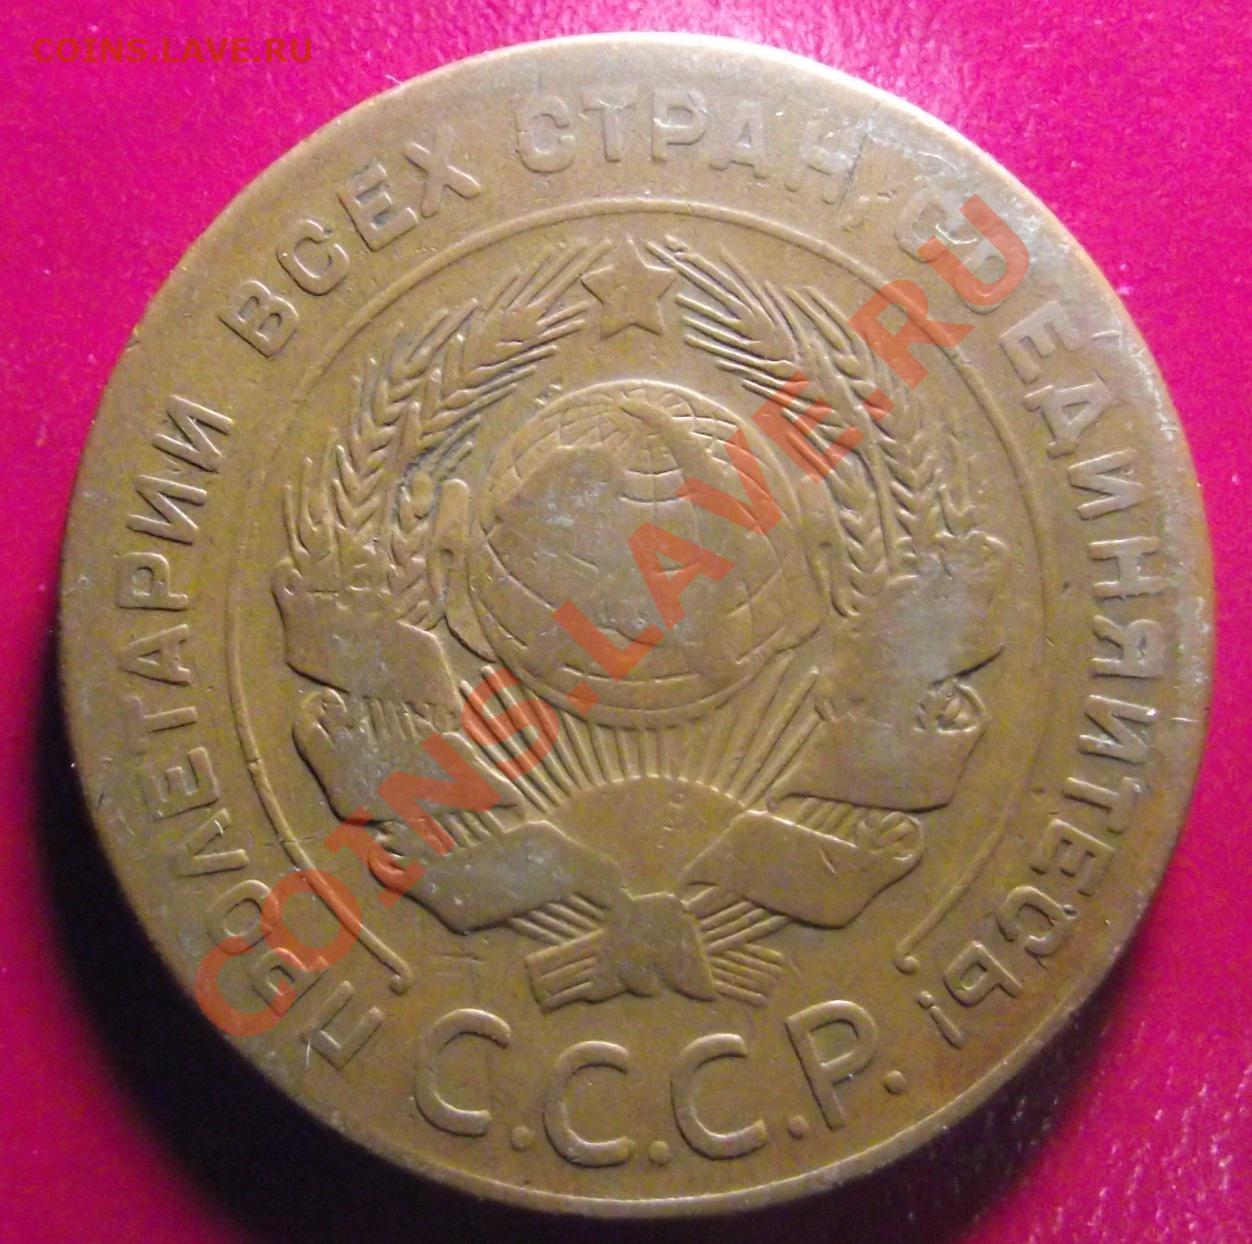 COINS.LAVE.RU
ПРОЛЕТАРИИ ВСЕХ СТРАН, СОЕДИНЯЙТЕСЬ!
С.С.С.Р.
COINS.LAVE.RU